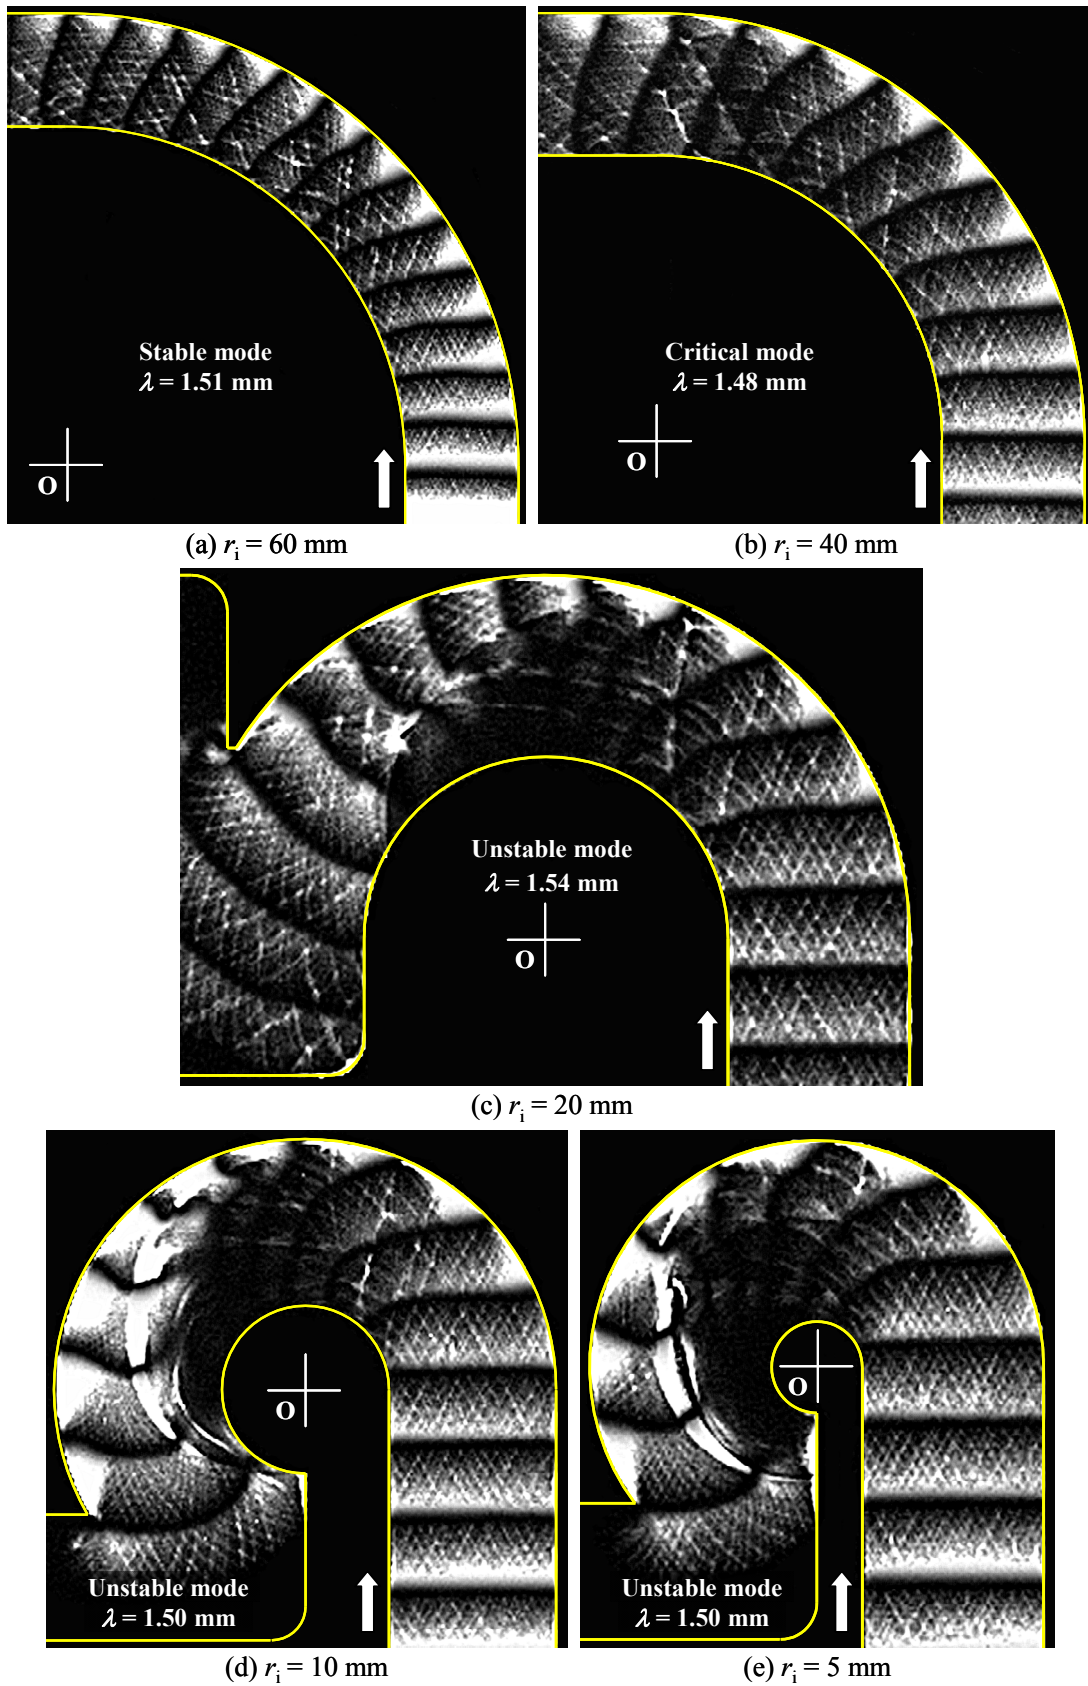 Stable mode
λ = 1.51 mm
O
(a) rᵢ = 60 mm
Critical mode
λ = 1.48 mm
O
(b) rᵢ = 40 mm
Unstable mode
λ = 1.54 mm
O
(c) rᵢ = 20 mm
O
Unstable mode
λ = 1.50 mm
(d) rᵢ = 10 mm
O
Unstable mode
λ = 1.50 mm
(e) rᵢ = 5 mm